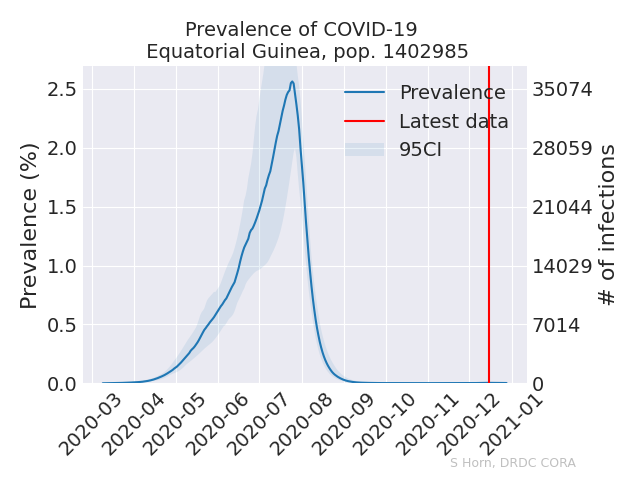 Prevalence of COVID-19
Equatorial Guinea, pop. 1402985
Prevalence (%)
2.5
2.0
1.5
1.0
0.5
0.0
Prevalence
Latest data
95CI
35074
28059
21044
14029
7014
0
# of infections
2020-03
2020-04
2020-05
2020-06
2020-07
2020-08
2020-09
2020-10
2020-11
2020-12
2021-01
S Horn, DRDC CORA